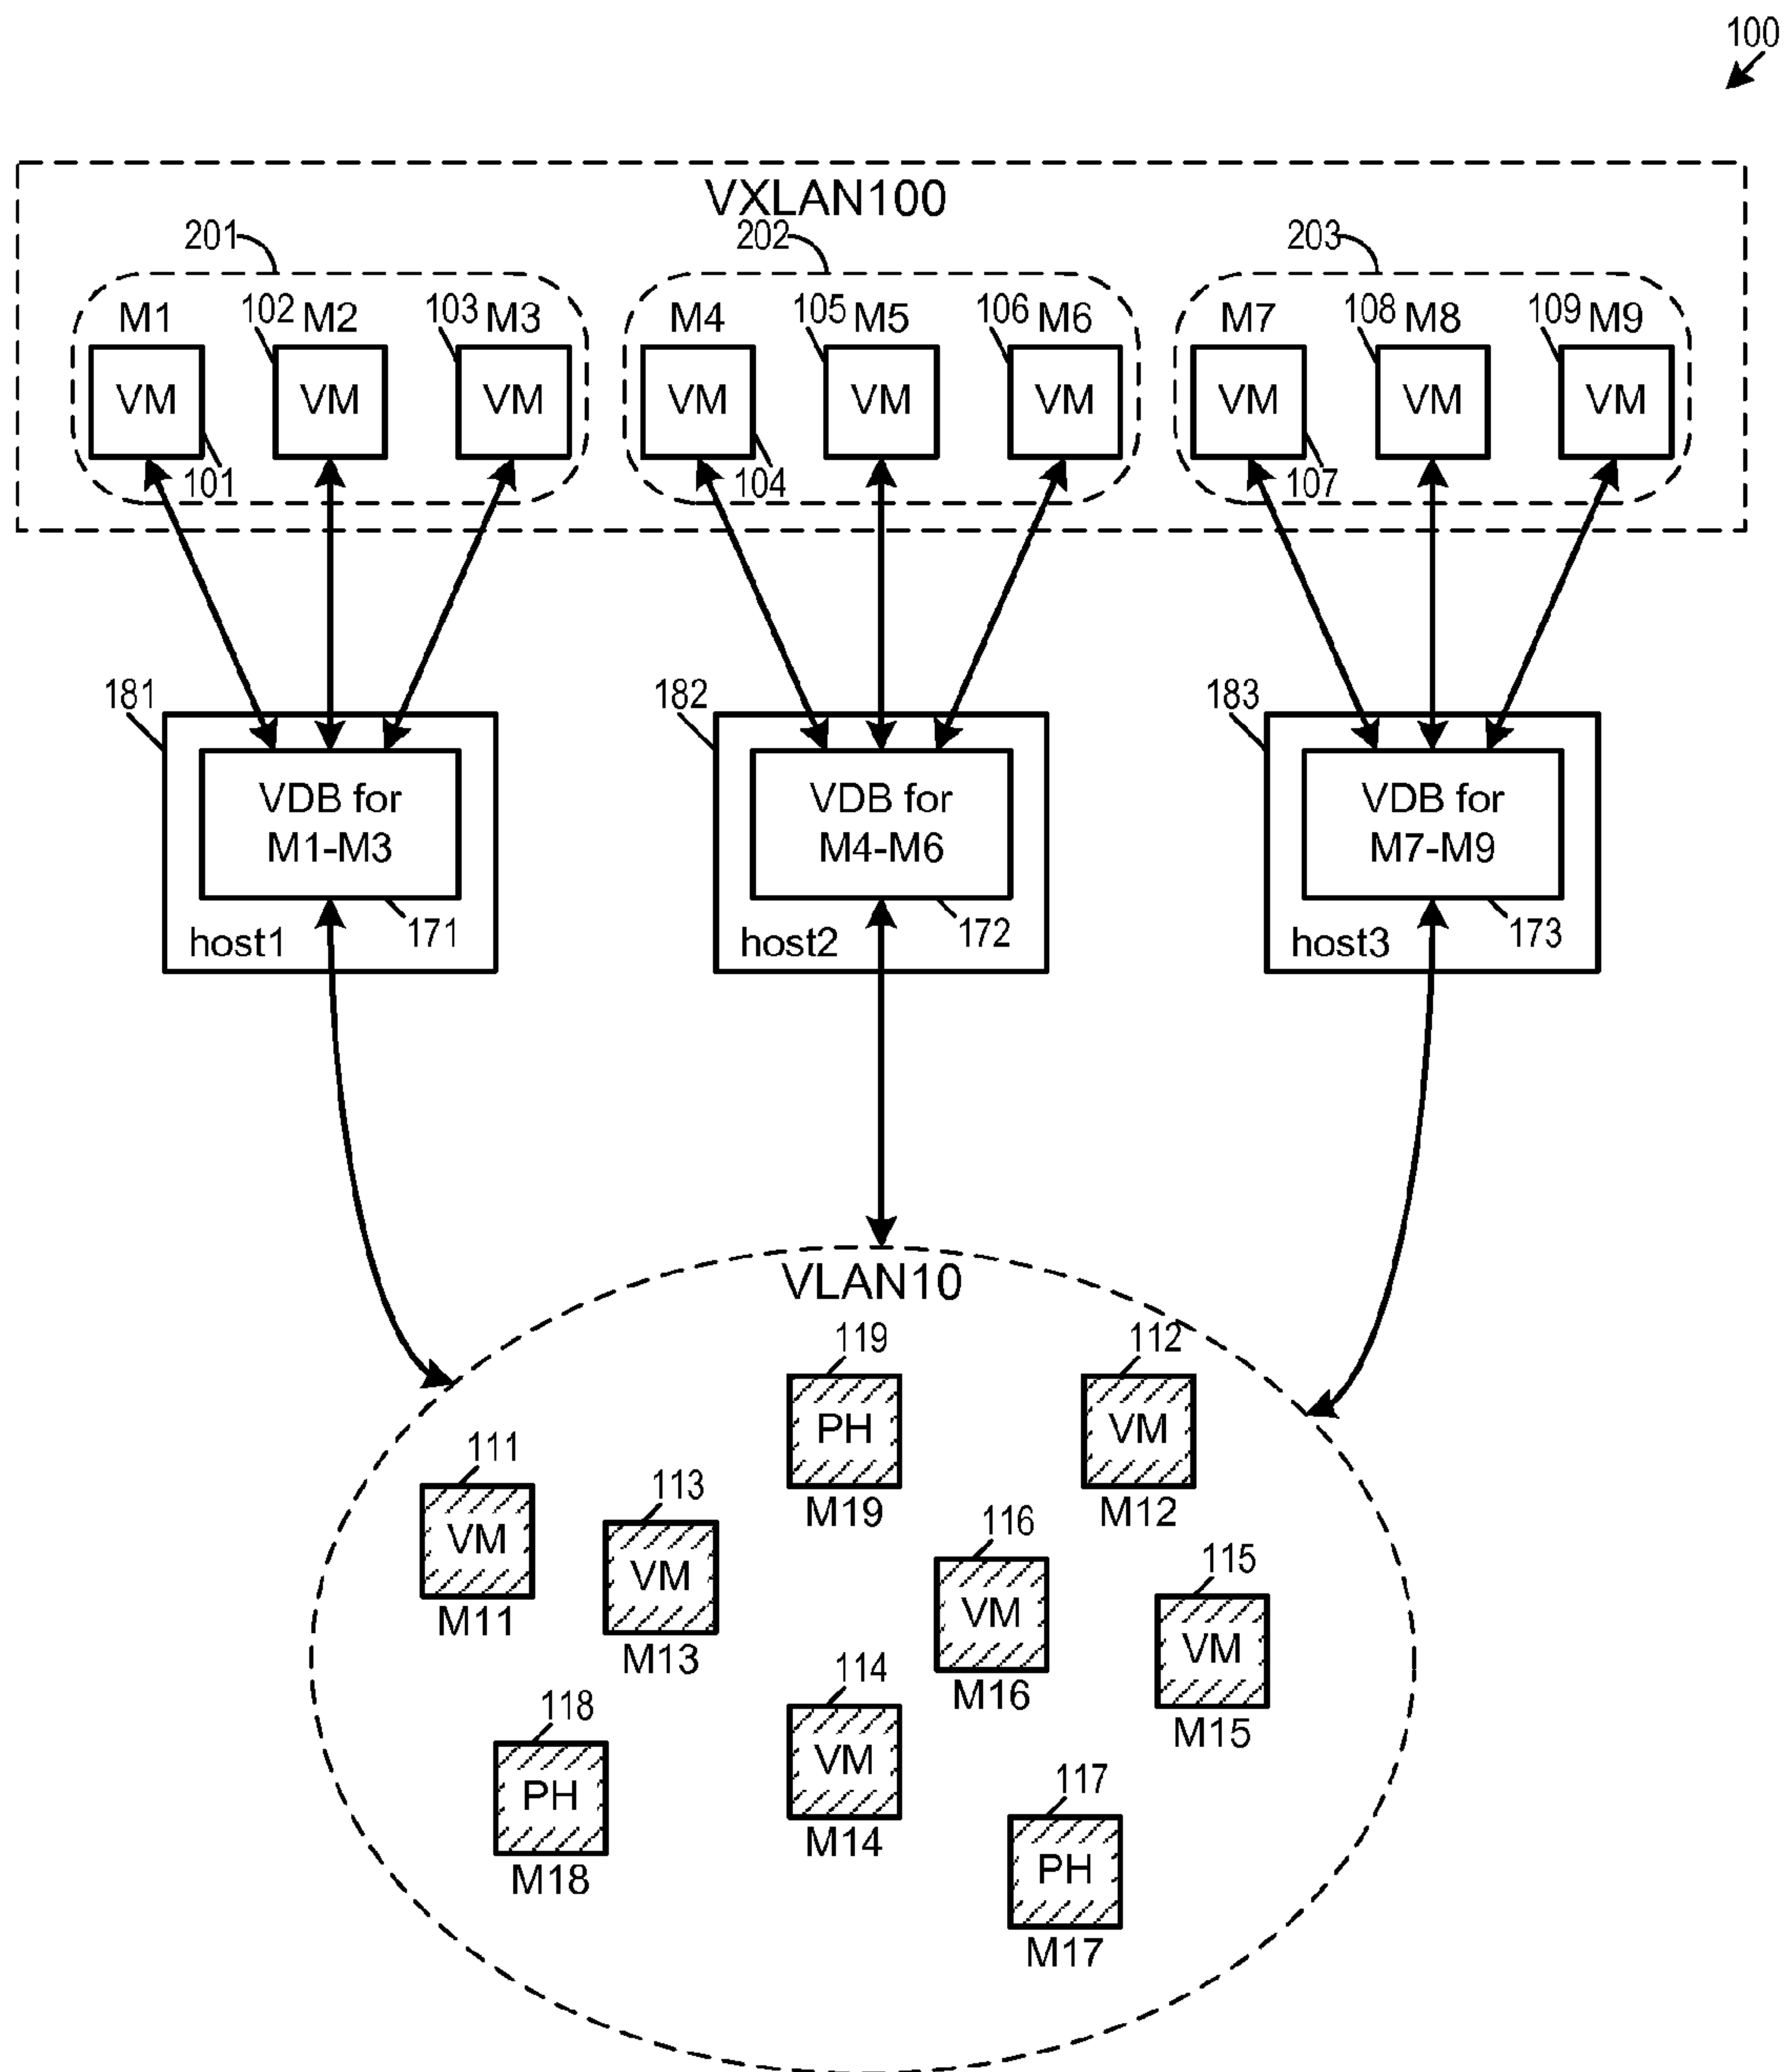 100
VXLAN100
201 202 203
M1 102 M2 103 M3 M4 105 M5 106 M6 M7 108 M8 109 M9
VM VM VM VM VM VM VM VM VM
101 104 107
181 182 183
VDB for
M1-M3
VDB for
M4-M6
VDB for
M7-M9
host1 171 host2 172 host3 173
VLAN10
119 112
PH VM
M19 M12
111
VM
M11
113
VM
M13
116
VM
M16
115
VM
M15
114
VM
M14
118
PH
M18
117
PH
M17